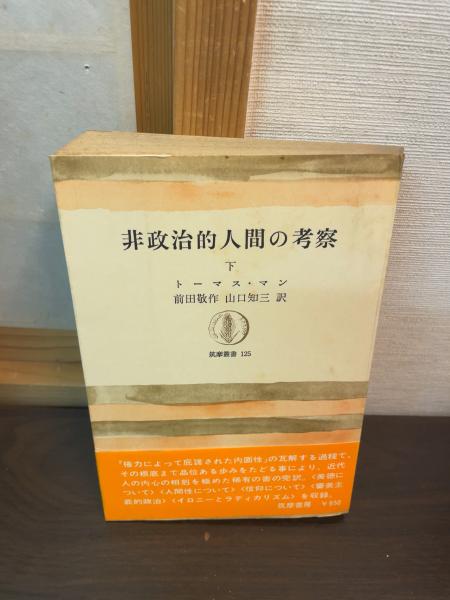 非政治的人間の考察
下
トーマス・マン
前田敬作 山口知三 訳
筑摩叢書 125
「権力によって庇護された内面性」の瓦解する過程で、
その根底まで品位ある歩みをたどる事により、近代
人の内心の相剋を極めた稀有の書の完訳。〈美徳に
ついて〉〈人間性について〉〈信仰について〉〈審美主
義的政治〉〈イロニーとラディカリズム〉を収録。
筑摩書房 ￥950